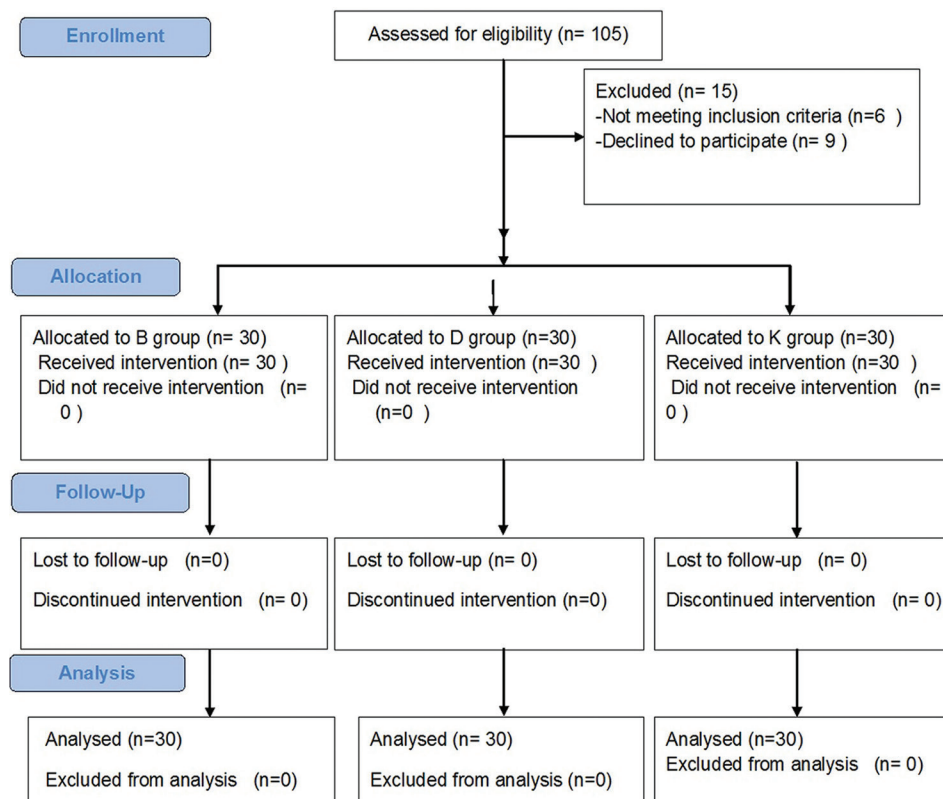 Enrollment
Assessed for eligibility (n= 105)
Excluded (n= 15)
-Not meeting inclusion criteria (n=6 )
-Declined to participate (n= 9 )
Allocation
Allocated to B group (n= 30)
Received intervention (n= 30 )
Did not receive intervention (n=
0 )
Allocated to D group (n=30)
Received intervention (n=30 )
Did not receive intervention
(n=0 )
Allocated to K group (n=30)
Received intervention (n=30 )
Did not receive intervention (n=
0 )
Follow-Up
Lost to follow-up (n=0)
Discontinued intervention (n= 0)
Lost to follow-up (n= 0)
Discontinued intervention (n=0)
Lost to follow-up (n= 0)
Discontinued intervention (n= 0)
Analysis
Analysed (n=30)
Excluded from analysis (n=0)
Analysed (n= 30)
Excluded from analysis (n=0)
Analysed (n=30)
Excluded from analysis (n= 0)